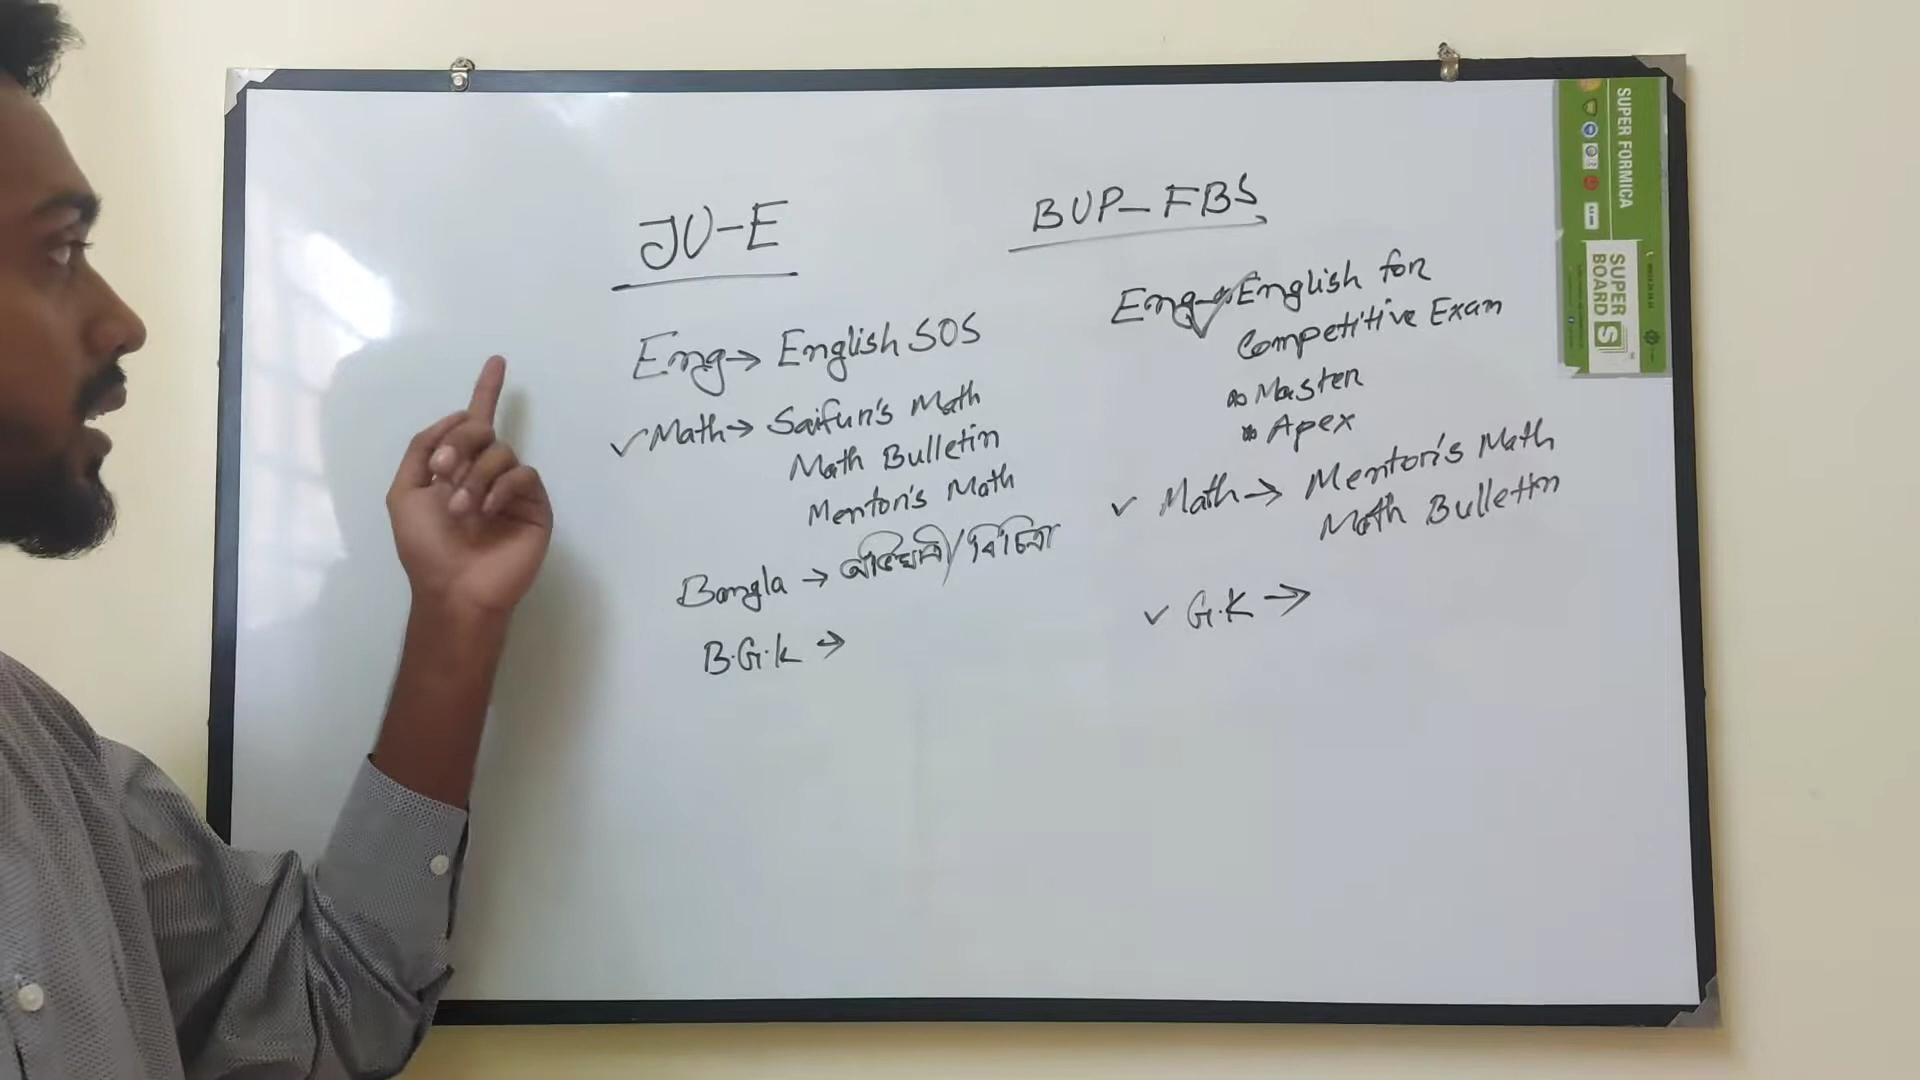 JU-E
Eng → English SOS
✓ Math → Saifur's Math
Math Bulletin
Mentor's Math
Bangla → অভিযাত্রী / বিচিত্রা
B.G.K →
BUP-FBS
Eng → English for
Competitive Exam
Master
Apex
✓ Math → Mentor's Math
Math Bulletin
✓ G.K →
SUPER FORMICA
SUPER
BOARD S